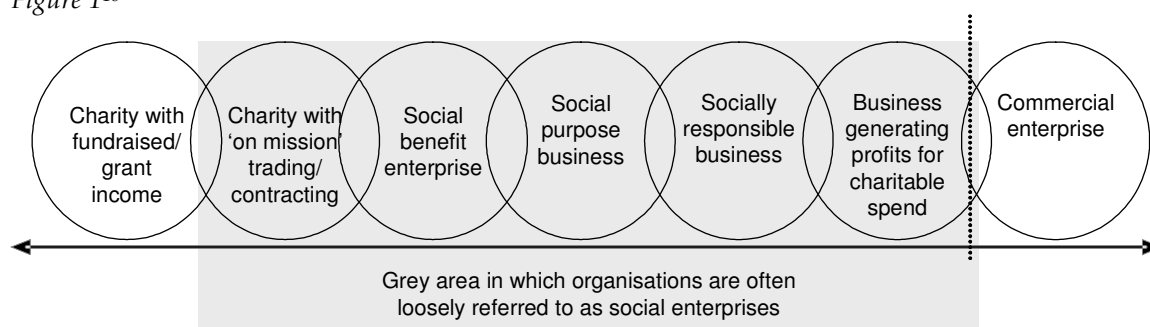 Figure 1
Charity with
fundraised/
grant
income
Charity with
‘on mission’
trading/
contracting
Social
benefit
enterprise
Social
purpose
business
Socially
responsible
business
Business
generating
profits for
charitable
spend
Commercial
enterprise
Grey area in which organisations are often
loosely referred to as social enterprises